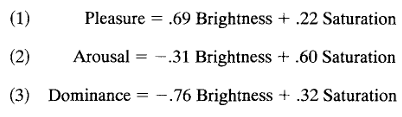 (1) Pleasure = .69 Brightness + .22 Saturation
(2) Arousal = -.31 Brightness + .60 Saturation
(3) Dominance = -.76 Brightness + .32 Saturation